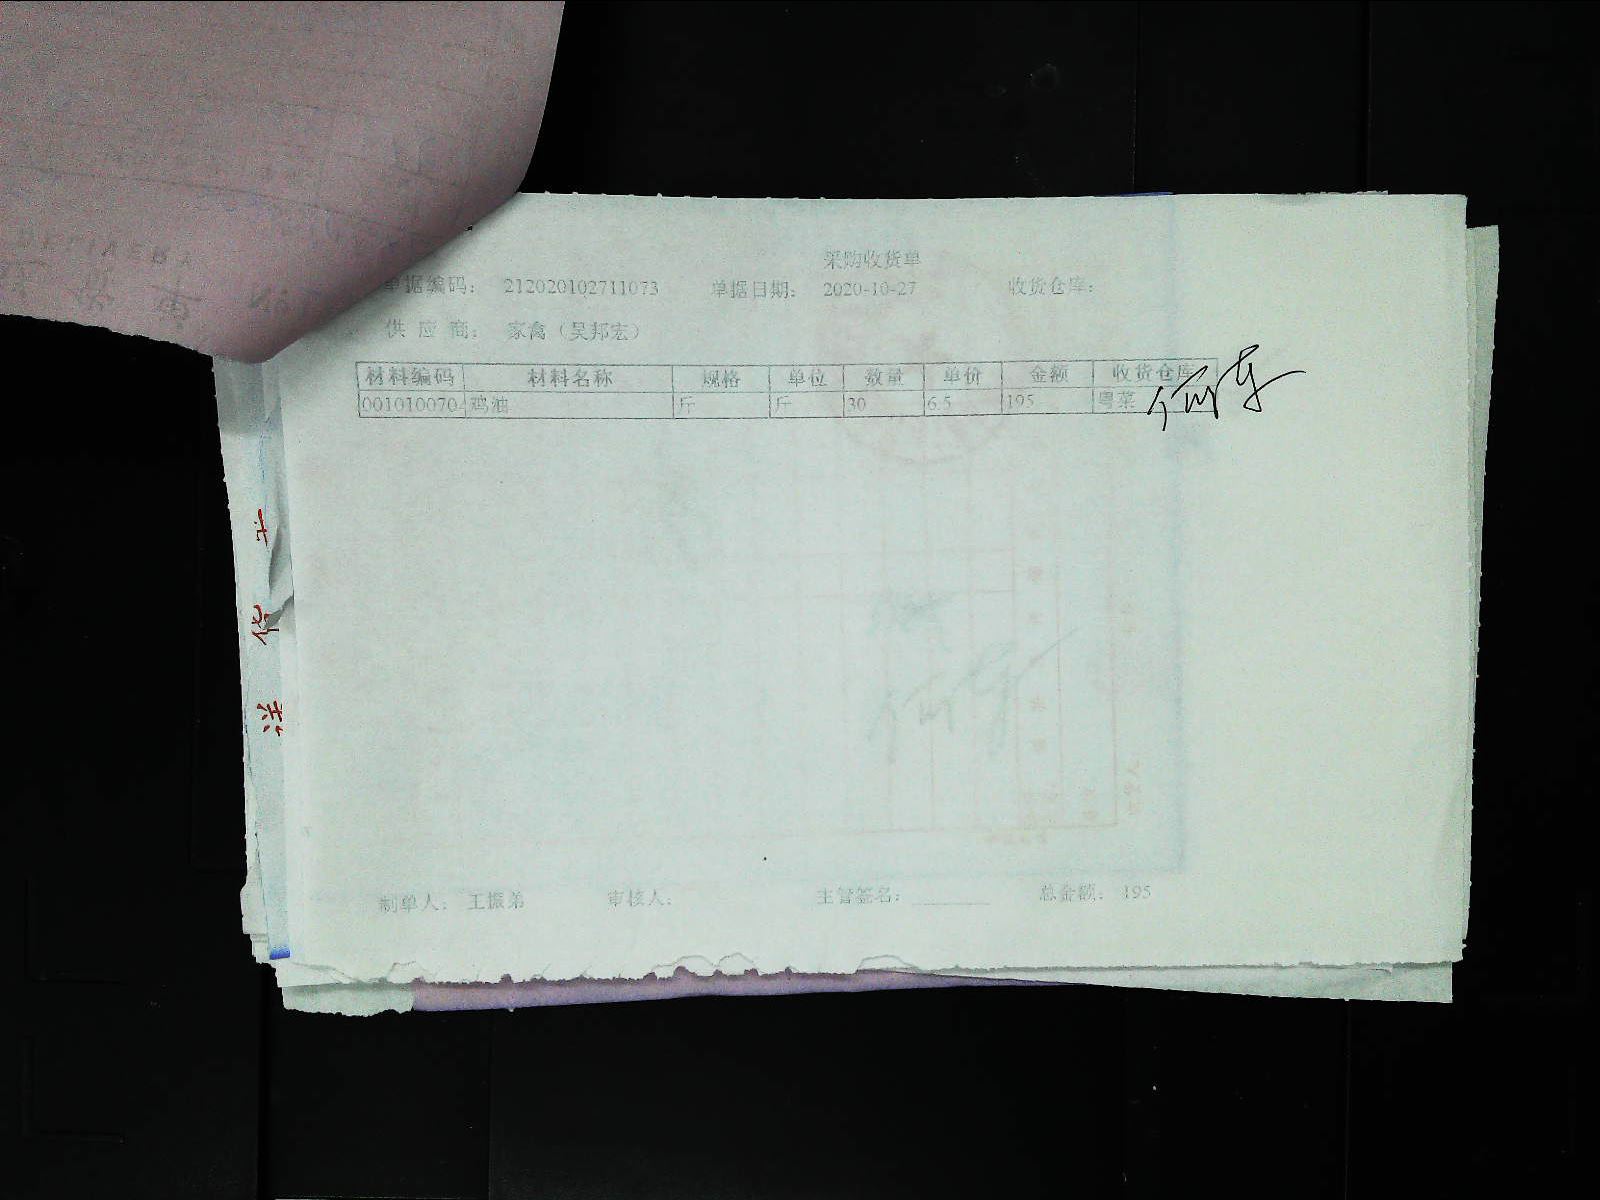 采购收货单
单据编码： 212020102711073 单据日期： 2020-10-27 收货仓库：
供 应 商： 家禽（吴邦宏）
材料编码 材料名称 规格 单位 数量 单价 金额 收货仓库
0010100704 鸡油 斤 斤 30 6.5 195 粤菜
制单人： 王振弟 审核人： 主管签名： 总金额： 195
DELIVERY